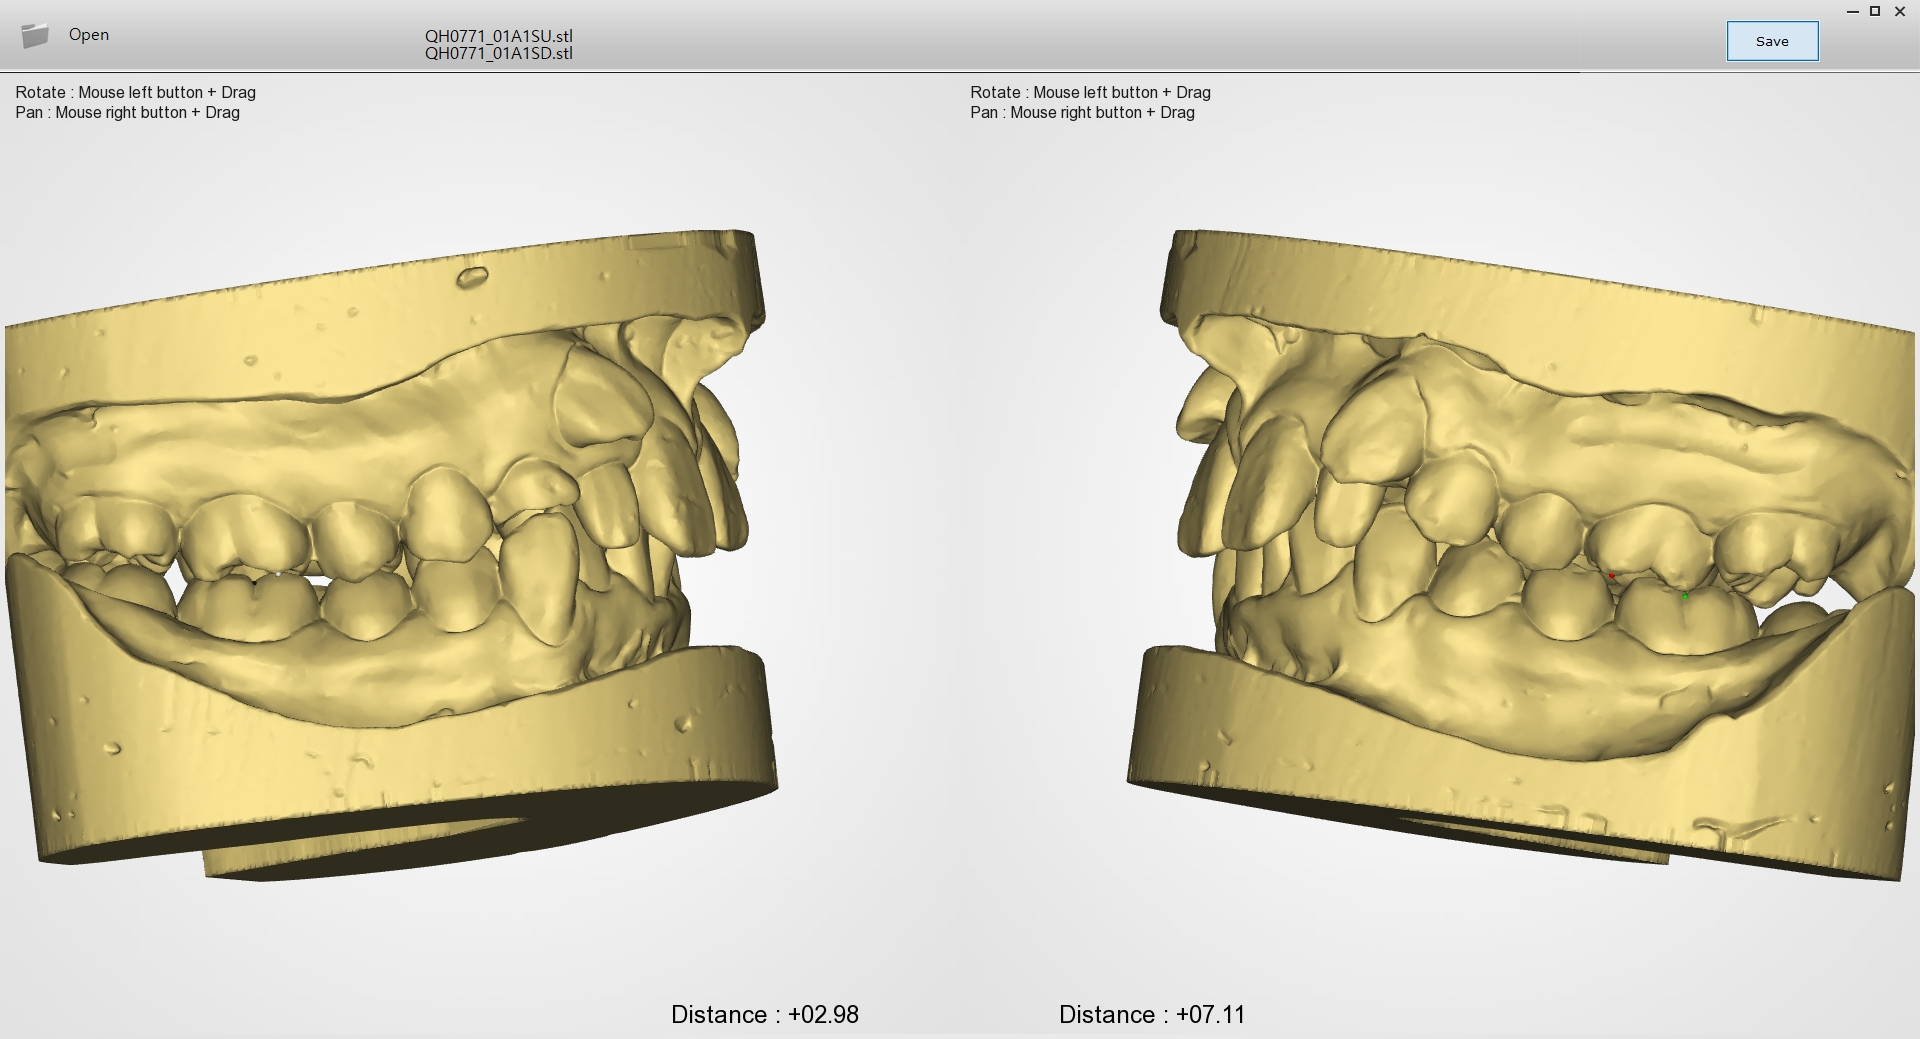 Open
QH0771_01A1SU.stl
QH0771_01A1SD.stl
Save
Rotate : Mouse left button + Drag
Pan : Mouse right button + Drag
Rotate : Mouse left button + Drag
Pan : Mouse right button + Drag
Distance : +02.98
Distance : +07.11